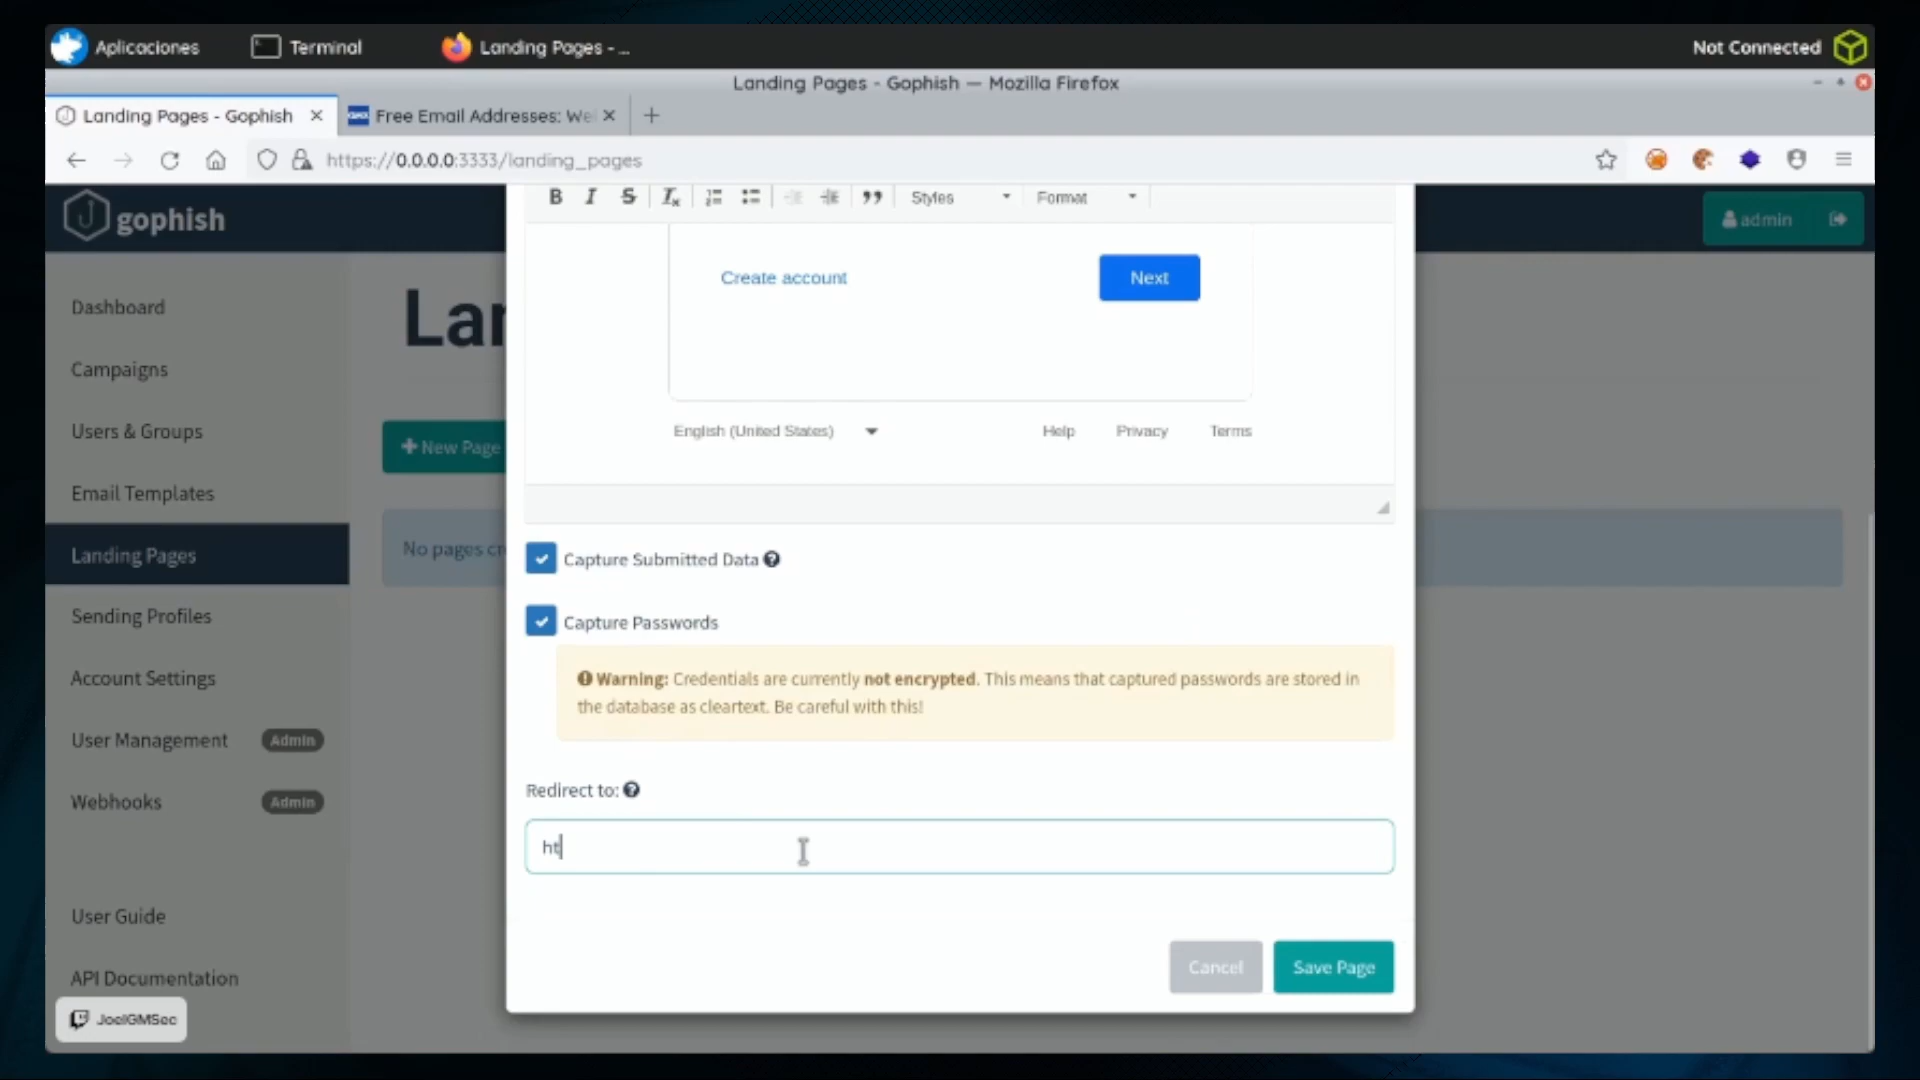 Aplicaciones
Terminal
Landing Pages - ...
Not Connected
Landing Pages - Gophish — Mozilla Firefox
Landing Pages - Gophish
Free Email Addresses: We
https://0.0.0.0:3333/landing_pages
gophish
admin
B I S Styles Format
Dashboard
Campaigns
Users & Groups
Email Templates
Landing Pages
Sending Profiles
Account Settings
User Management Admin
Webhooks Admin
User Guide
API Documentation
JoelGMSec
Lan
New Page
No pages cr
Create account
Next
English (United States)
Help Privacy Terms
Capture Submitted Data
Capture Passwords
Warning: Credentials are currently not encrypted. This means that captured passwords are stored in
the database as cleartext. Be careful with this!
Redirect to:
ht
Cancel
Save Page